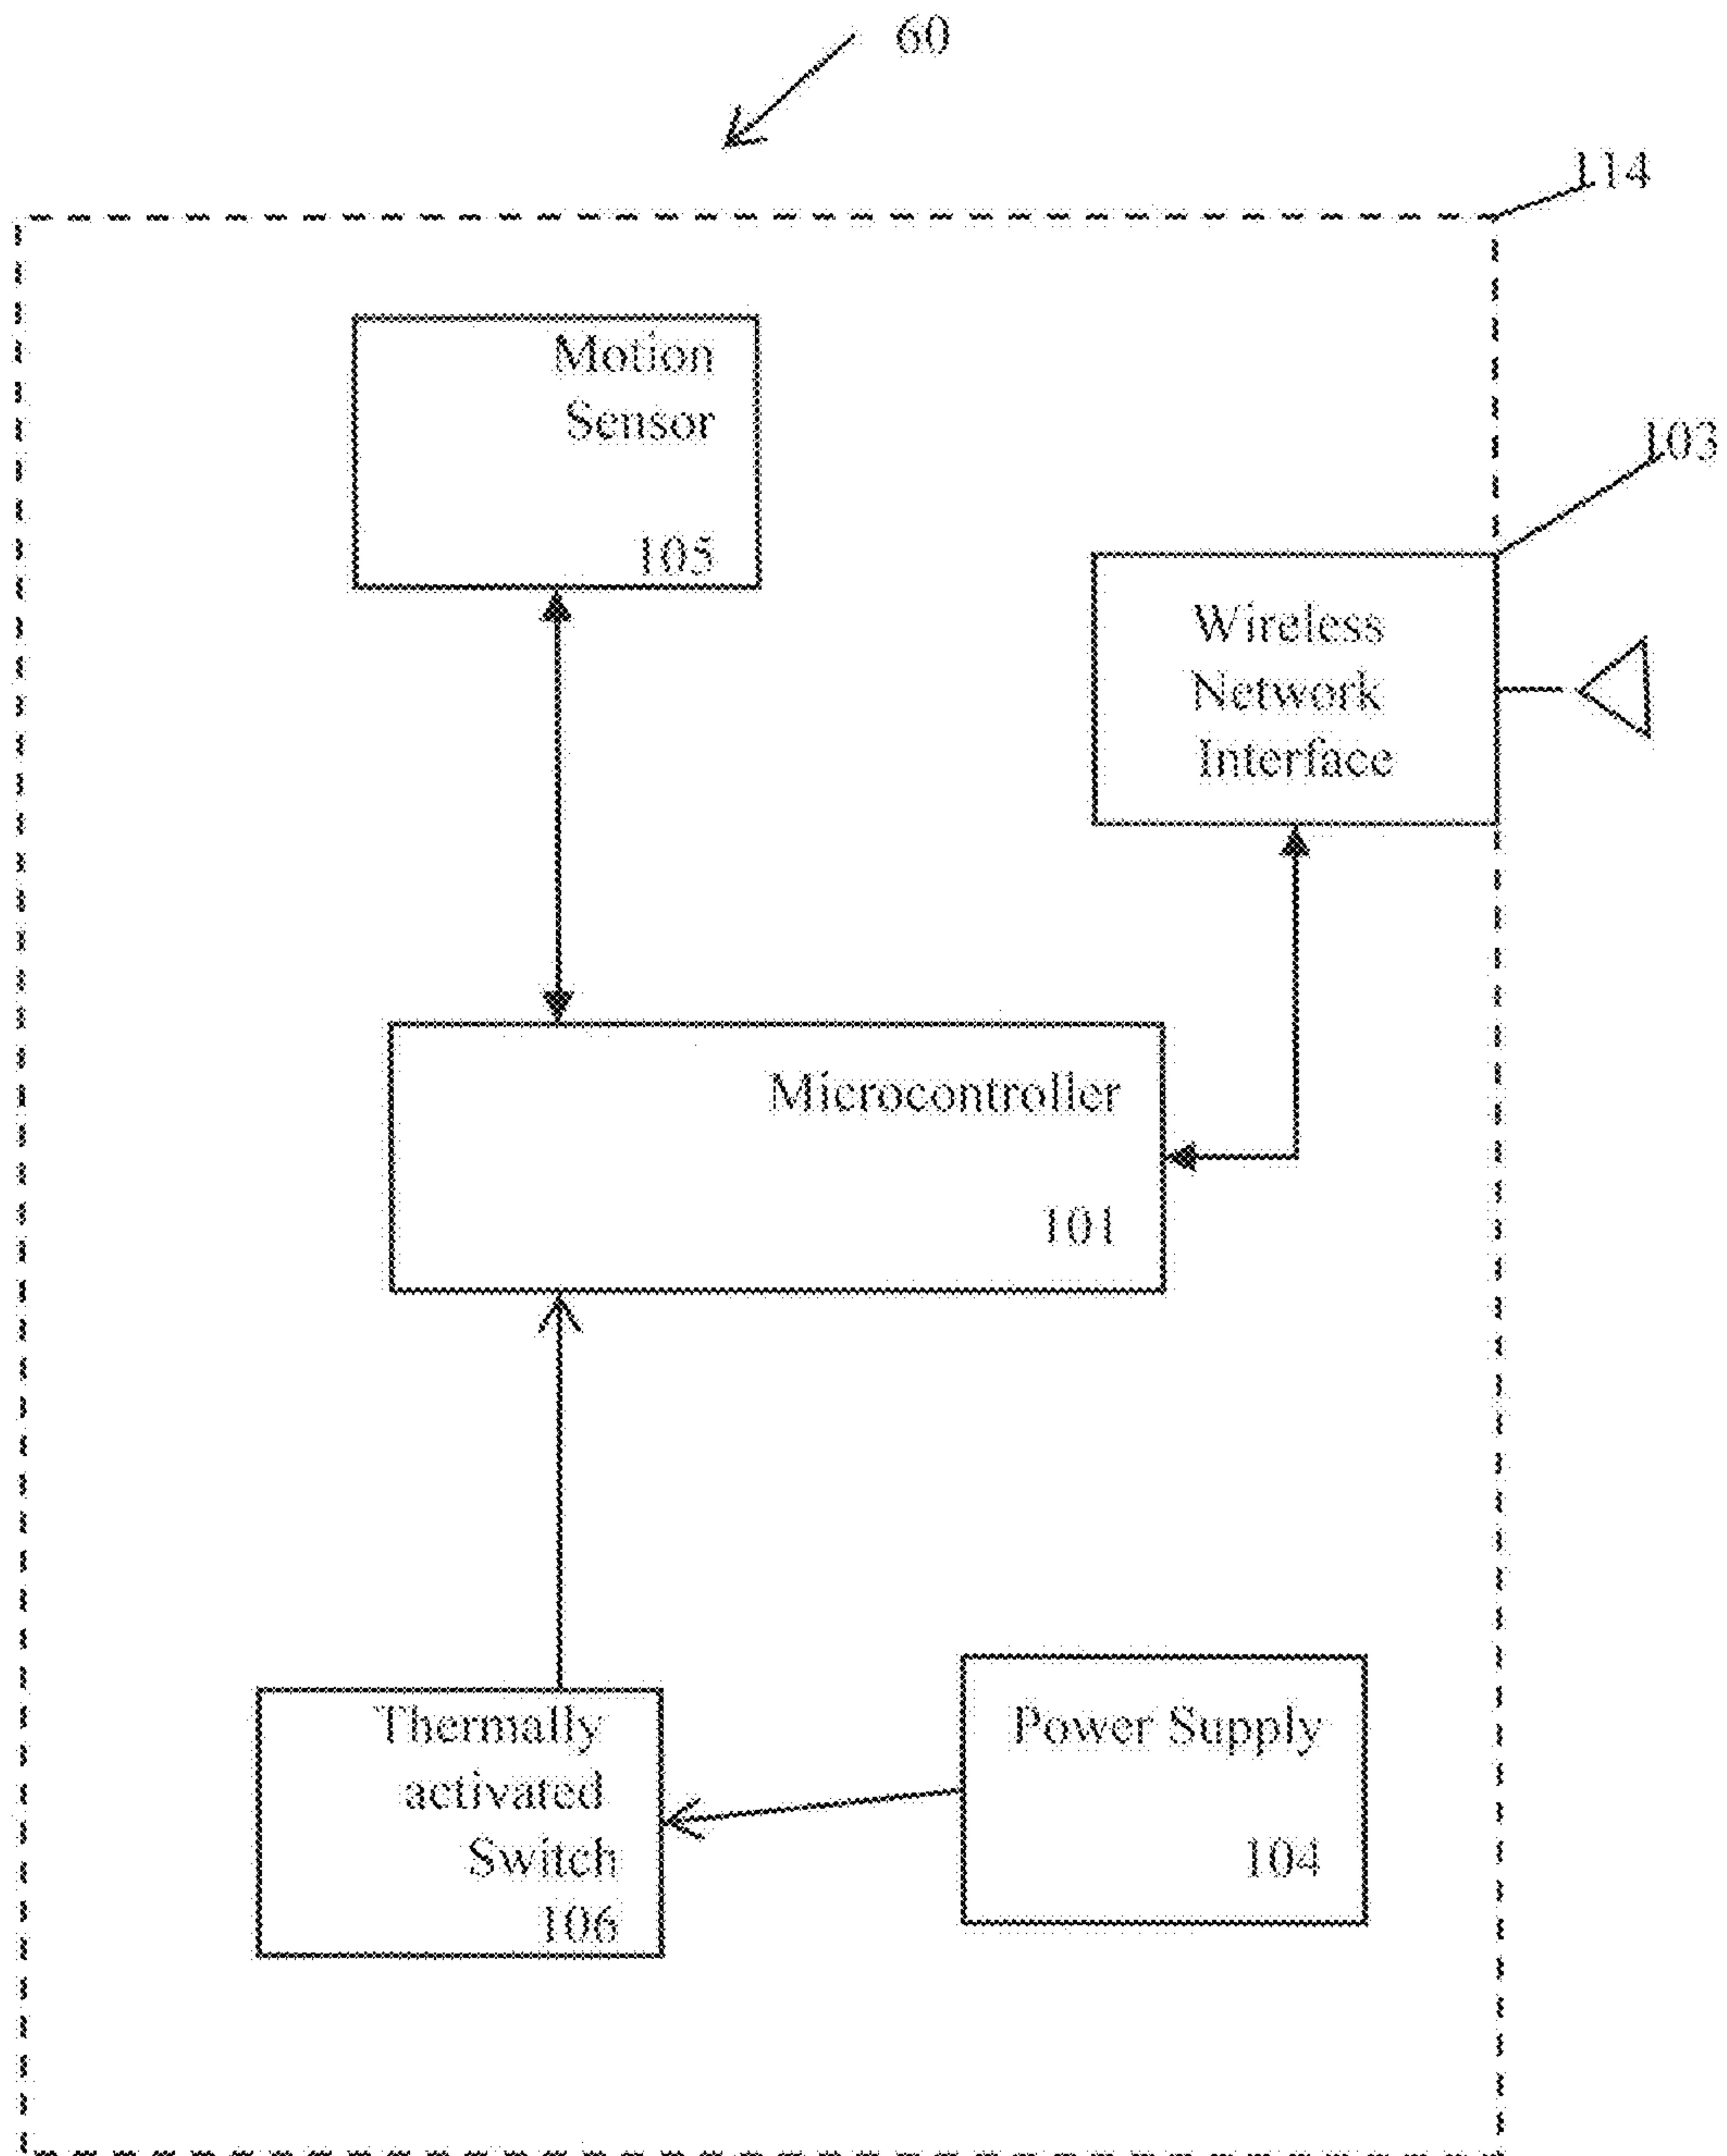 60
114
Motion
Sensor
105
103
Wireless
Network
Interface
Microcontroller
101
Thermally
activated
Switch
106
Power Supply
104